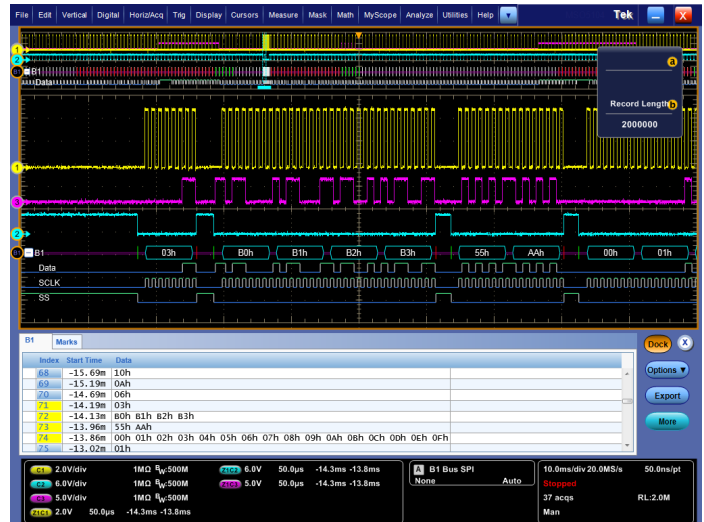 File Edit Vertical Digital Horiz/Acq Trig Display Cursors Measure Mask Math MyScope Analyze Utilities Help Tek X
a
Record Length b
2000000
1
2
B1 B1
Data
1
3
2
B1 B1 03h B0h B1h B2h B3h 55h AAh 00h 01h
Data
SCLK
SS
B1 Marks
Index Start Time Data
68 -15.69m 10h
69 -15.19m 0Ah
70 -14.69m 06h
71 -14.19m 03h
72 -14.13m B0h B1h B2h B3h
73 -13.96m 55h AAh
74 -13.86m 00h 01h 02h 03h 04h 05h 06h 07h 08h 09h 0Ah 0Bh 0Ch 0Dh 0Eh 0Fh
75 -13.02m 01h
Dock X
Options
Export
More
C1 2.0V/div 1MΩ BW:500M
C2 6.0V/div 1MΩ BW:500M
C3 5.0V/div 1MΩ BW:500M
Z1C1 2.0V 50.0µs -14.3ms -13.8ms
Z1C2 6.0V 50.0µs -14.3ms -13.8ms
Z1C3 5.0V 50.0µs -14.3ms -13.8ms
A B1 Bus SPI
None Auto
10.0ms/div 20.0MS/s 50.0ns/pt
Stopped
37 acqs RL:2.0M
Man